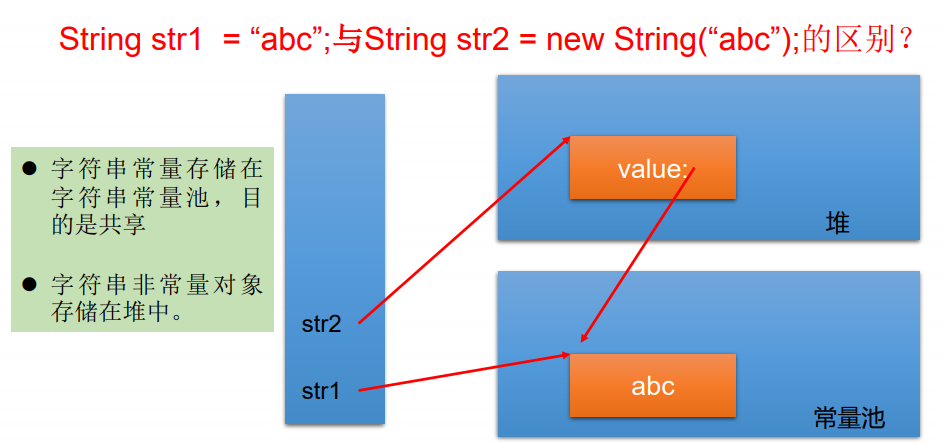 String str1  = “abc”;与String str2 = new String(“abc”);的区别？
● 字符串常量存储在
字符串常量池，目
的是共享
● 字符串非常量对象
存储在堆中。
str2
str1
value:
堆
abc
常量池